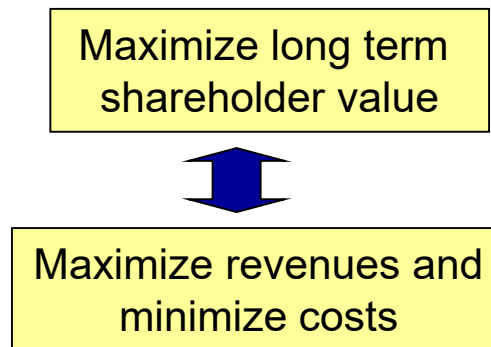 Maximize long term
shareholder value
Maximize revenues and
minimize costs